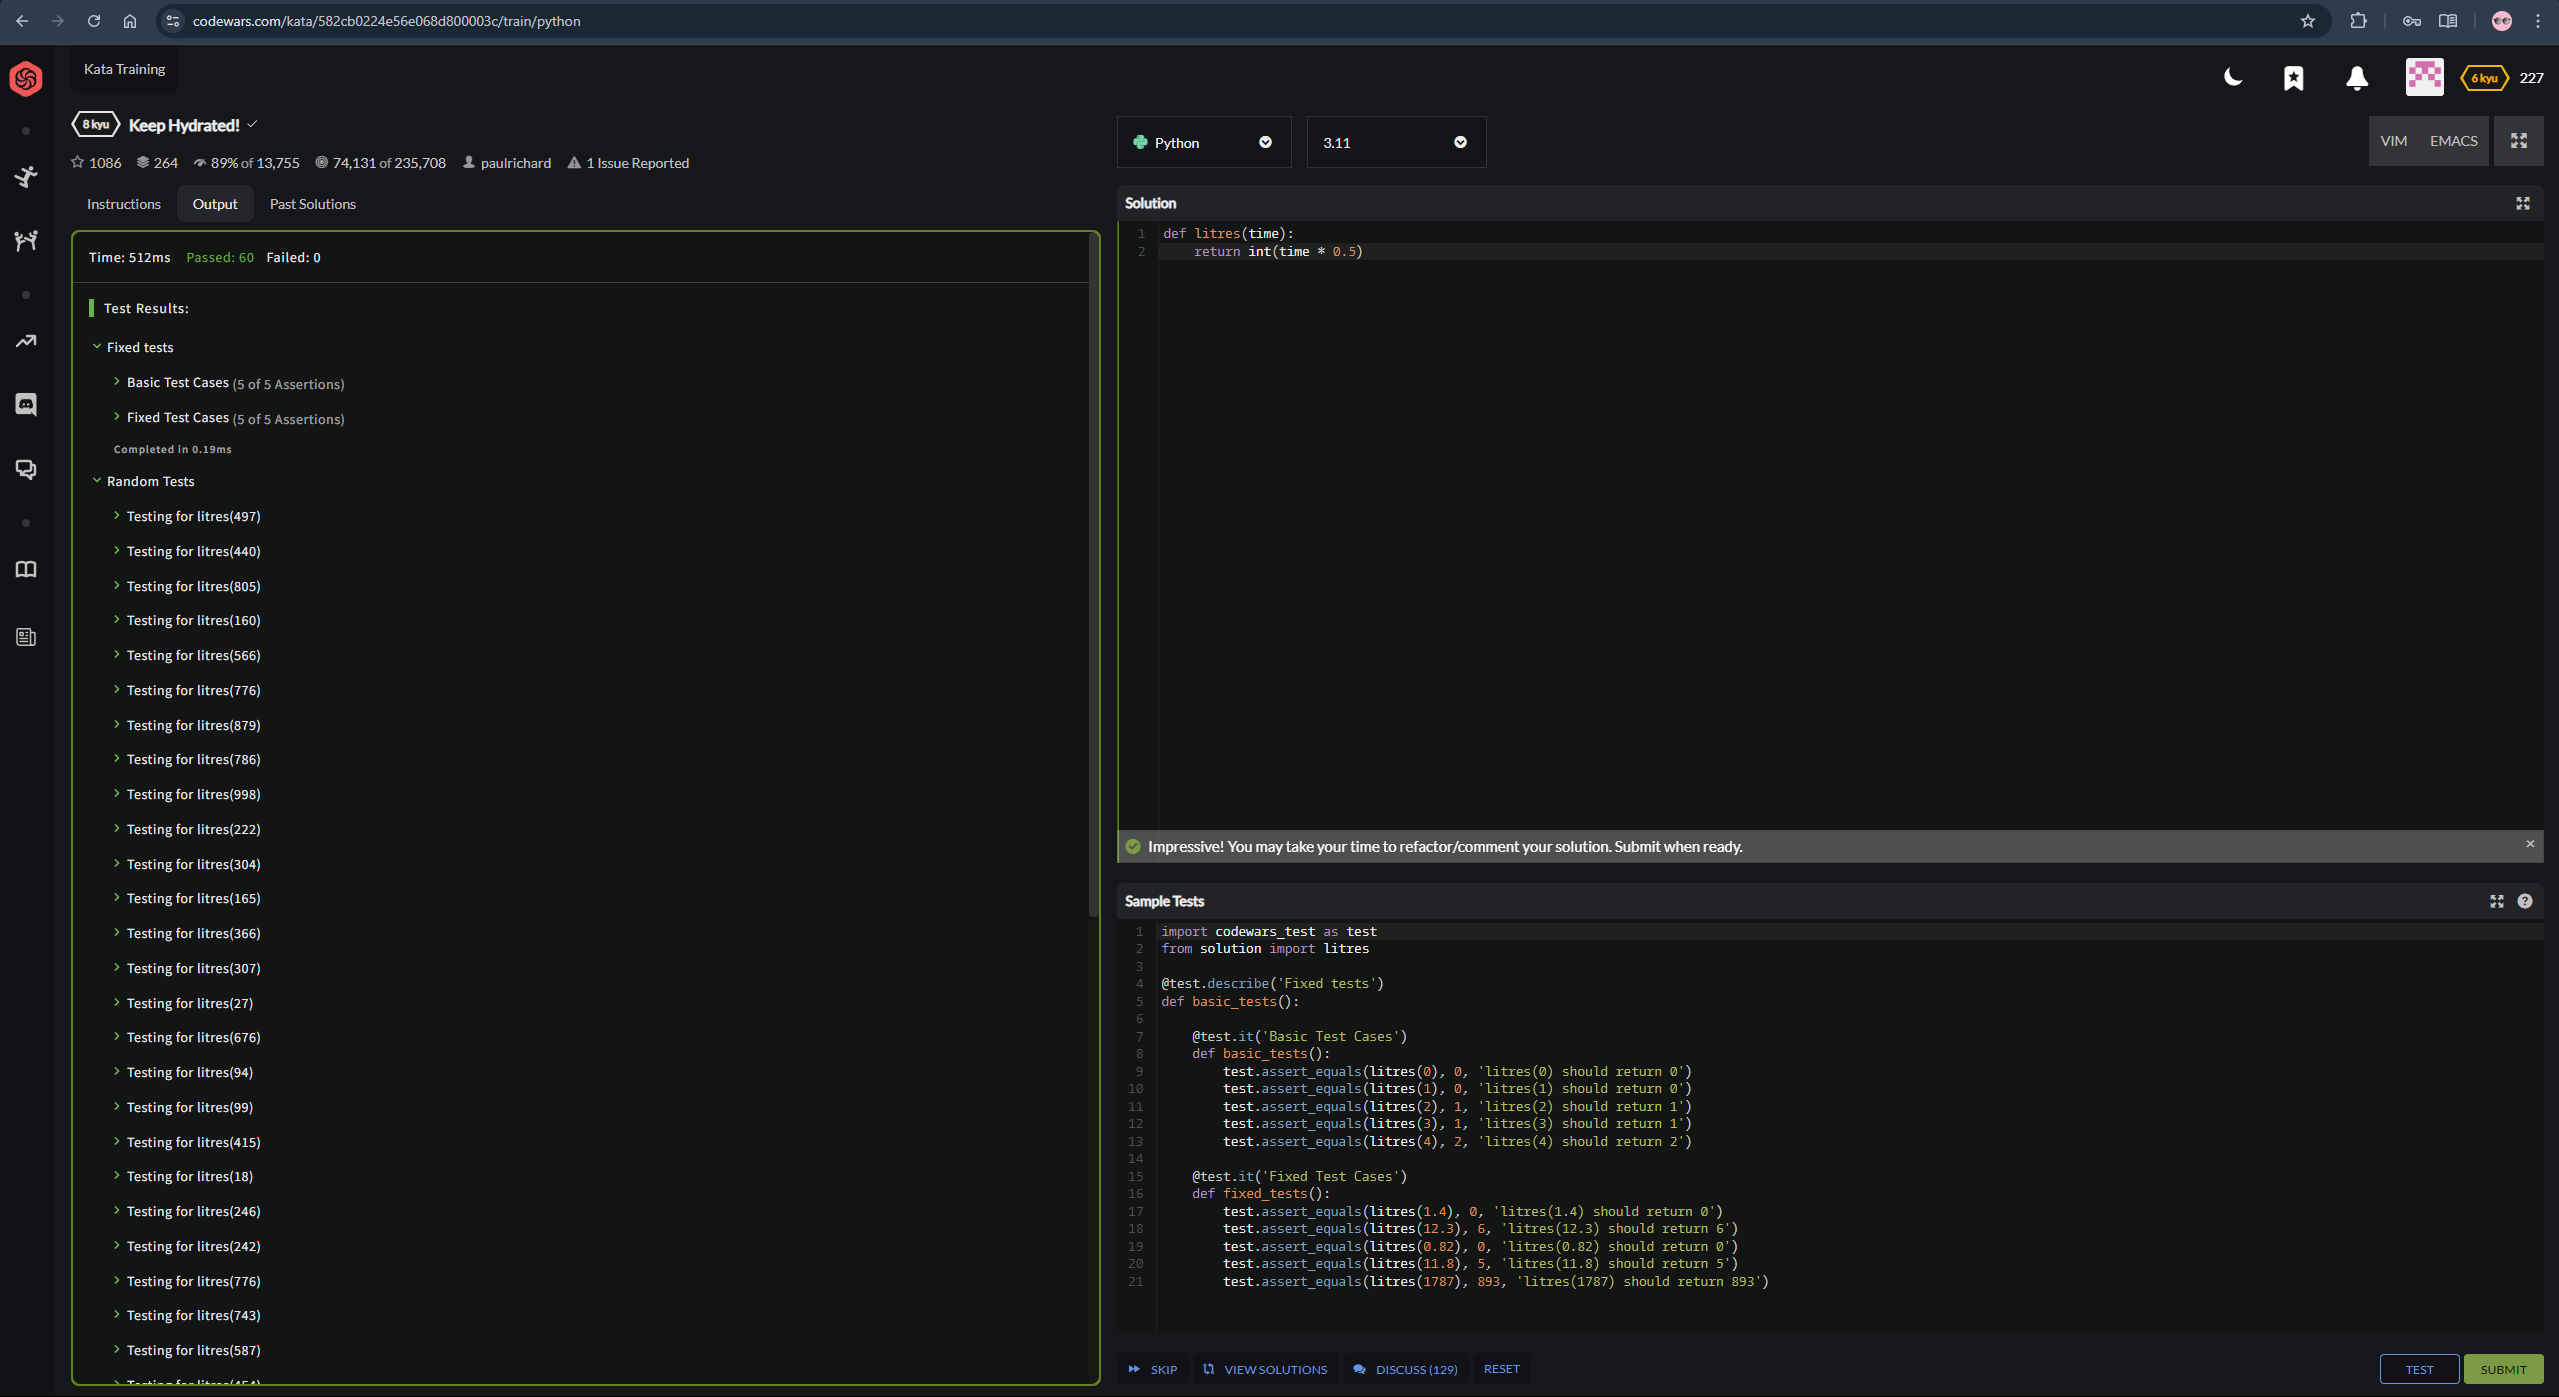 codewars.com/kata/582cb0224e56e068d800003c/train/python
Kata Training
6 kyu 227
8 kyu Keep Hydrated!
1086 264 89% of 13,755 74,131 of 235,708 paulrichard 1 Issue Reported
Instructions Output Past Solutions
Time: 512ms Passed: 60 Failed: 0
Test Results:
Fixed tests
Basic Test Cases (5 of 5 Assertions)
Fixed Test Cases (5 of 5 Assertions)
Completed in 0.19ms
Random Tests
Testing for litres(497)
Testing for litres(440)
Testing for litres(805)
Testing for litres(160)
Testing for litres(566)
Testing for litres(776)
Testing for litres(879)
Testing for litres(786)
Testing for litres(998)
Testing for litres(222)
Testing for litres(304)
Testing for litres(165)
Testing for litres(366)
Testing for litres(307)
Testing for litres(27)
Testing for litres(676)
Testing for litres(94)
Testing for litres(99)
Testing for litres(415)
Testing for litres(18)
Testing for litres(246)
Testing for litres(242)
Testing for litres(776)
Testing for litres(743)
Testing for litres(587)
Testing for litres(454)
Python 3.11 VIM EMACS
Solution
1 def litres(time):
2     return int(time * 0.5)
Impressive! You may take your time to refactor/comment your solution. Submit when ready.
Sample Tests
1 import codewars_test as test
2 from solution import litres
3
4 @test.describe('Fixed tests')
5 def basic_tests():
6
7     @test.it('Basic Test Cases')
8     def basic_tests():
9         test.assert_equals(litres(0), 0, 'litres(0) should return 0')
10         test.assert_equals(litres(1), 0, 'litres(1) should return 0')
11         test.assert_equals(litres(2), 1, 'litres(2) should return 1')
12         test.assert_equals(litres(3), 1, 'litres(3) should return 1')
13         test.assert_equals(litres(4), 2, 'litres(4) should return 2')
14
15     @test.it('Fixed Test Cases')
16     def fixed_tests():
17         test.assert_equals(litres(1.4), 0, 'litres(1.4) should return 0')
18         test.assert_equals(litres(12.3), 6, 'litres(12.3) should return 6')
19         test.assert_equals(litres(0.82), 0, 'litres(0.82) should return 0')
20         test.assert_equals(litres(11.8), 5, 'litres(11.8) should return 5')
21         test.assert_equals(litres(1787), 893, 'litres(1787) should return 893')
SKIP VIEW SOLUTIONS DISCUSS (129) RESET TEST SUBMIT